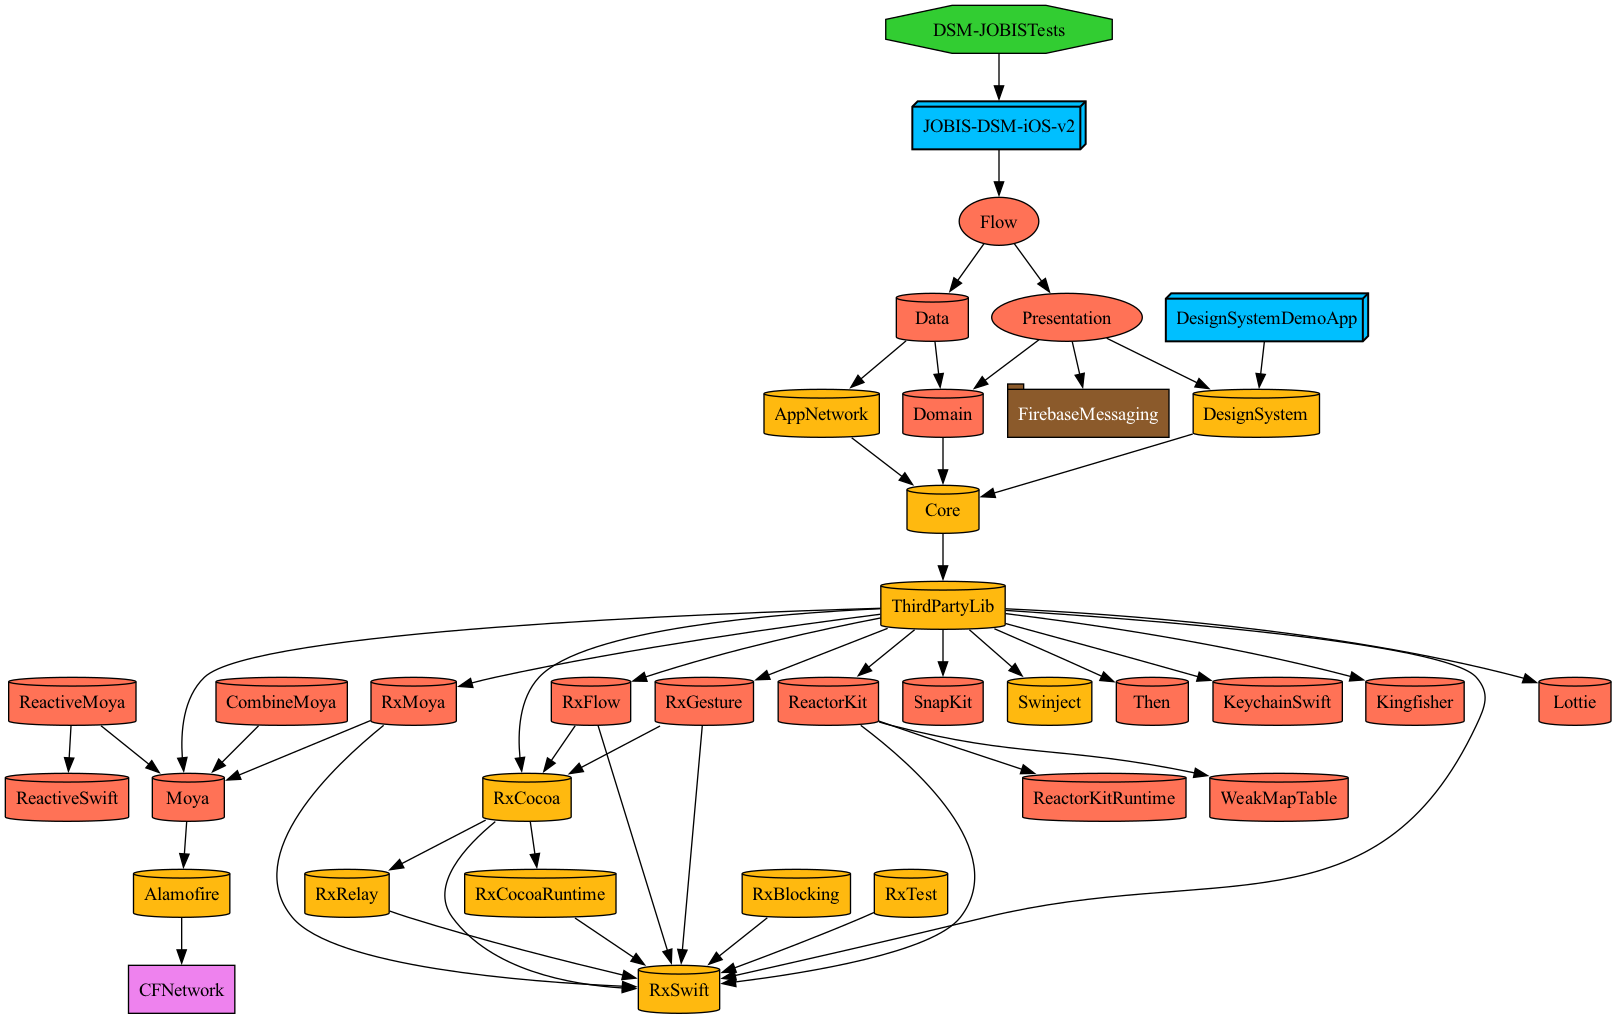 DSM-JOBISTests
JOBIS-DSM-iOS-v2
Flow
Data
Presentation
DesignSystemDemoApp
AppNetwork
Domain
FirebaseMessaging
DesignSystem
Core
ThirdPartyLib
ReactiveMoya
CombineMoya
RxMoya
RxFlow
RxGesture
ReactorKit
SnapKit
Swinject
Then
KeychainSwift
Kingfisher
Lottie
ReactiveSwift
Moya
RxCocoa
ReactorKitRuntime
WeakMapTable
Alamofire
RxRelay
RxCocoaRuntime
RxBlocking
RxTest
CFNetwork
RxSwift